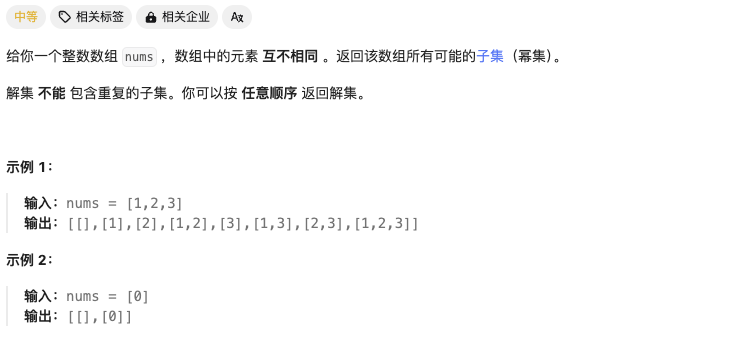 中等 相关标签 相关企业 A文
给你一个整数数组 nums ，数组中的元素 互不相同 。返回该数组所有可能的子集（幂集）。
解集 不能 包含重复的子集。你可以按 任意顺序 返回解集。
示例 1：
输入：nums = [1,2,3]
输出：[[],[1],[2],[1,2],[3],[1,3],[2,3],[1,2,3]]
示例 2：
输入：nums = [0]
输出：[[],[0]]